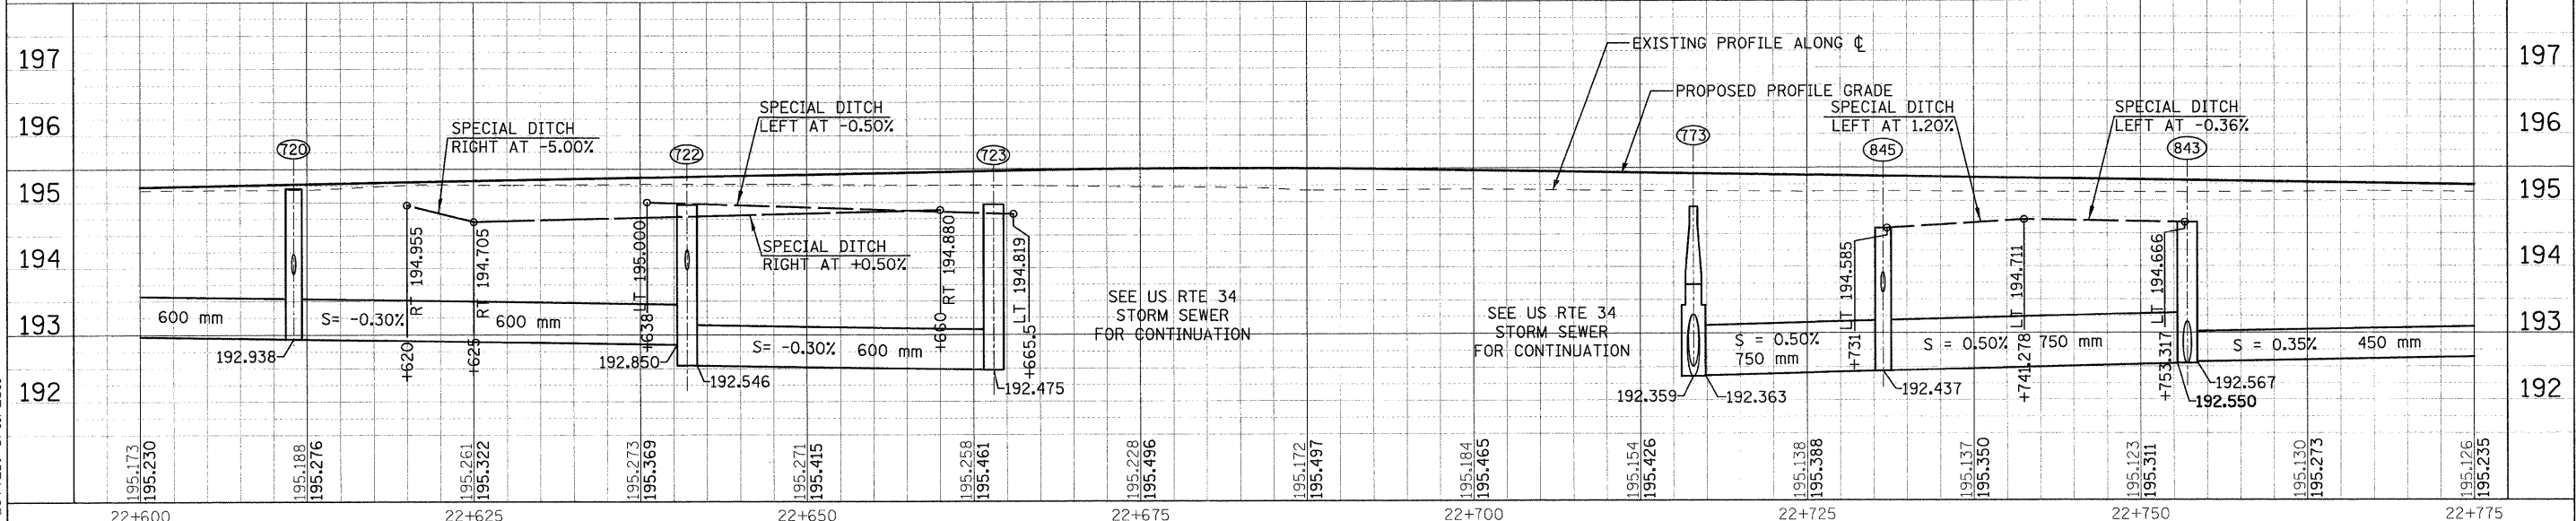 197
196
195
194
193
192
EXISTING PROFILE ALONG ℄
PROPOSED PROFILE GRADE
SPECIAL DITCH
RIGHT AT -5.00%
SPECIAL DITCH
LEFT AT -0.50%
SPECIAL DITCH
RIGHT AT +0.50%
SPECIAL DITCH
LEFT AT 1.20%
SPECIAL DITCH
LEFT AT -0.36%
720
722
723
773
845
843
600 mm
S= -0.30%
600 mm
S= -0.30% 600 mm
192.938
+620 RT 194.955
+625 RT 194.705
+638 LT 195.000
192.850
192.546
+660 RT 194.880
+665.5 LT 194.819
192.475
SEE US RTE 34
STORM SEWER
FOR CONTINUATION
SEE US RTE 34
STORM SEWER
FOR CONTINUATION
192.359
192.363
S = 0.50%
750 mm
+731 LT 194.585
192.437
S = 0.50% 750 mm
+741.278 LT 194.711
+753.317 LT 194.666
192.567
192.550
S = 0.35% 450 mm
197
196
195
194
193
192
195.173
195.230
195.188
195.276
195.261
195.322
195.273
195.369
195.271
195.415
195.258
195.461
195.228
195.496
195.172
195.497
195.184
195.465
195.154
195.426
195.138
195.388
195.137
195.350
195.123
195.311
195.130
195.273
195.126
195.235
22+600
22+625
22+650
22+675
22+700
22+725
22+750
22+775